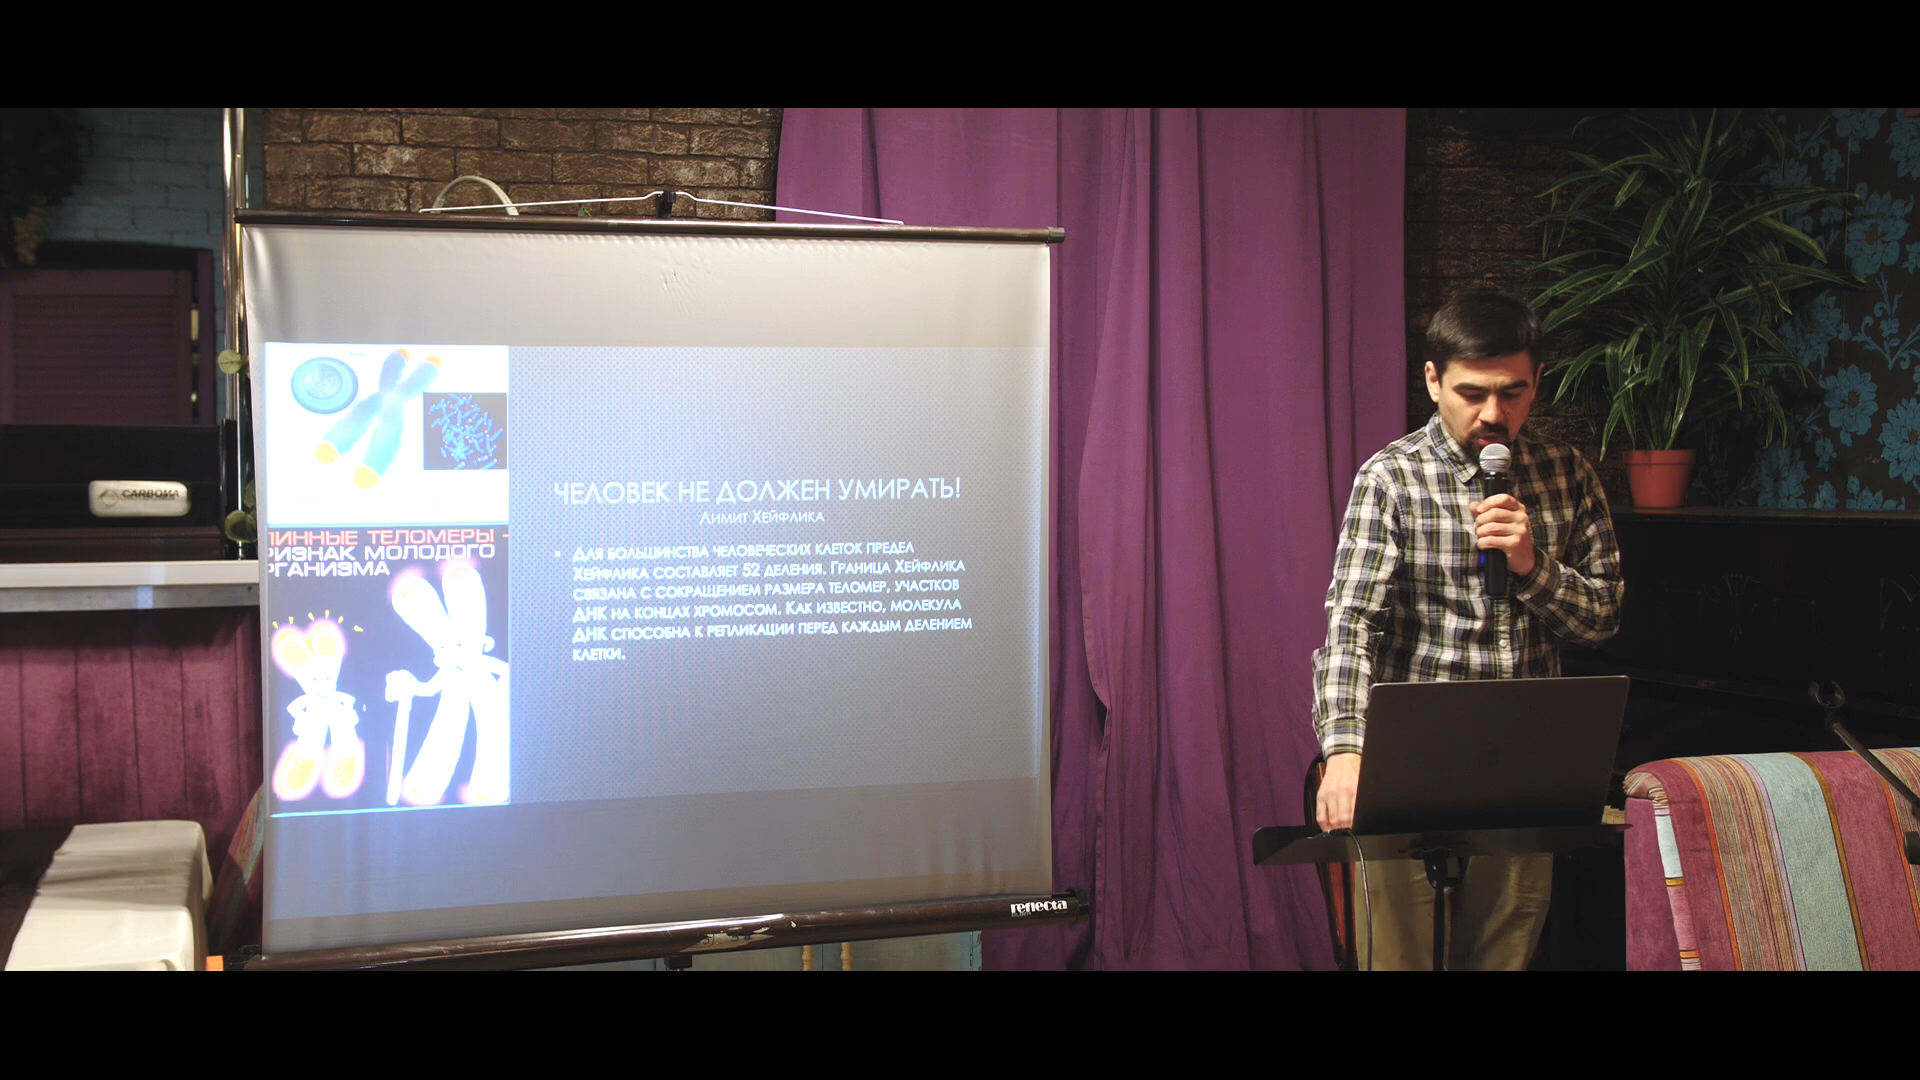 CARBOMA
ЛИННЫЕ ТЕЛОМЕРЫ -
РИЗНАК МОЛОДОГО
РГАНИЗМА
ЧЕЛОВЕК НЕ ДОЛЖЕН УМИРАТЬ!
Лимит Хейфлика
• Для большинства человеческих клеток предел
Хейфлика составляет 52 деления. Граница Хейфлика
связана с сокращением размера теломер, участков
ДНК на концах хромосом. Как известно, молекула
ДНК способна к репликации перед каждым делением
клетки.
reflecta